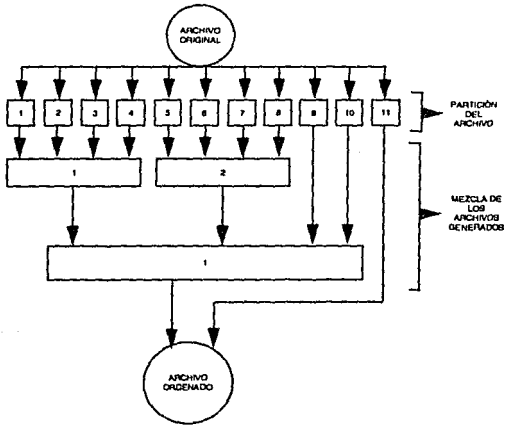 ARCHIVO
ORIGINAL
1 2 3 4 5 6 7 8 9 10 11
PARTICIÓN
DEL
ARCHIVO
1 2
MEZCLA DE
LOS
ARCHIVOS
GENERADOS
1
ARCHIVO
ORDENADO